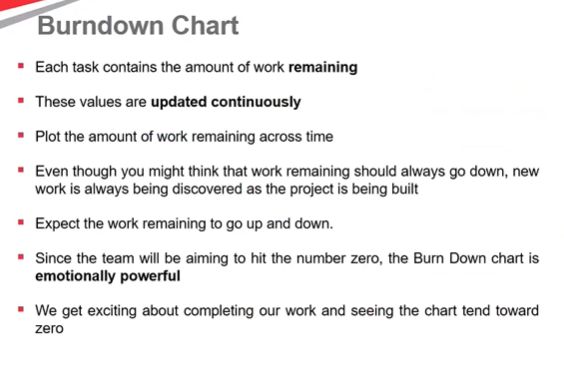 Burndown Chart
Each task contains the amount of work remaining
These values are updated continuously
Plot the amount of work remaining across time
Even though you might think that work remaining should always go down, new
work is always being discovered as the project is being built
Expect the work remaining to go up and down.
Since the team will be aiming to hit the number zero, the Burn Down chart is
emotionally powerful
We get exciting about completing our work and seeing the chart tend toward
zero